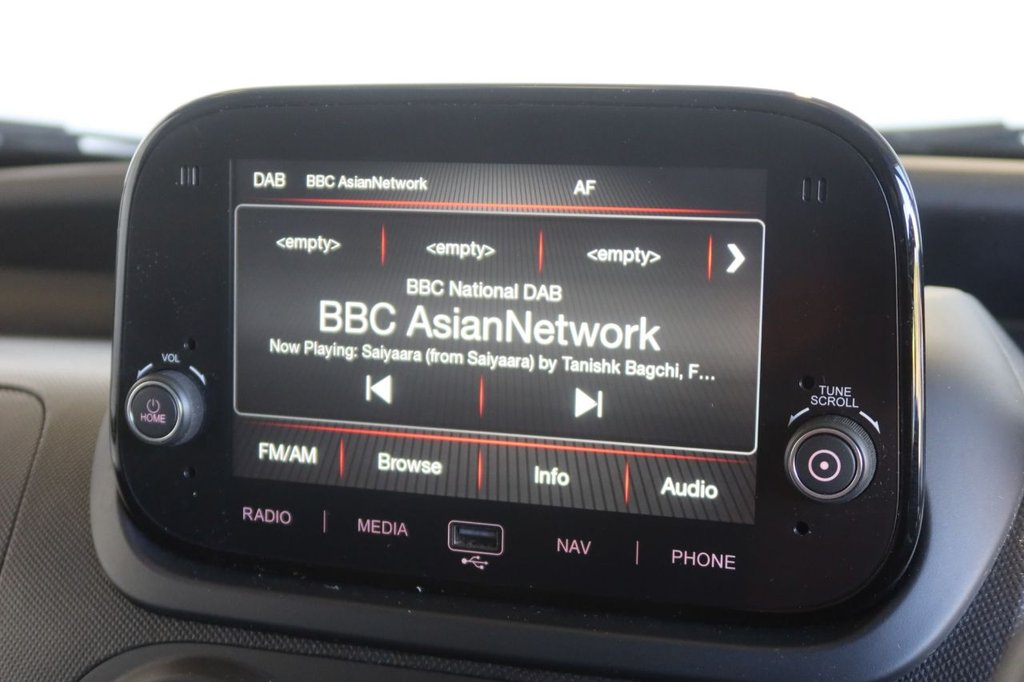 DAB BBC AsianNetwork AF
<empty> <empty> <empty>
BBC National DAB
BBC AsianNetwork
Now Playing: Saiyaara (from Saiyaara) by Tanishk Bagchi, F...
VOL
HOME
TUNE
SCROLL
FM/AM Browse Info Audio
RADIO MEDIA NAV PHONE